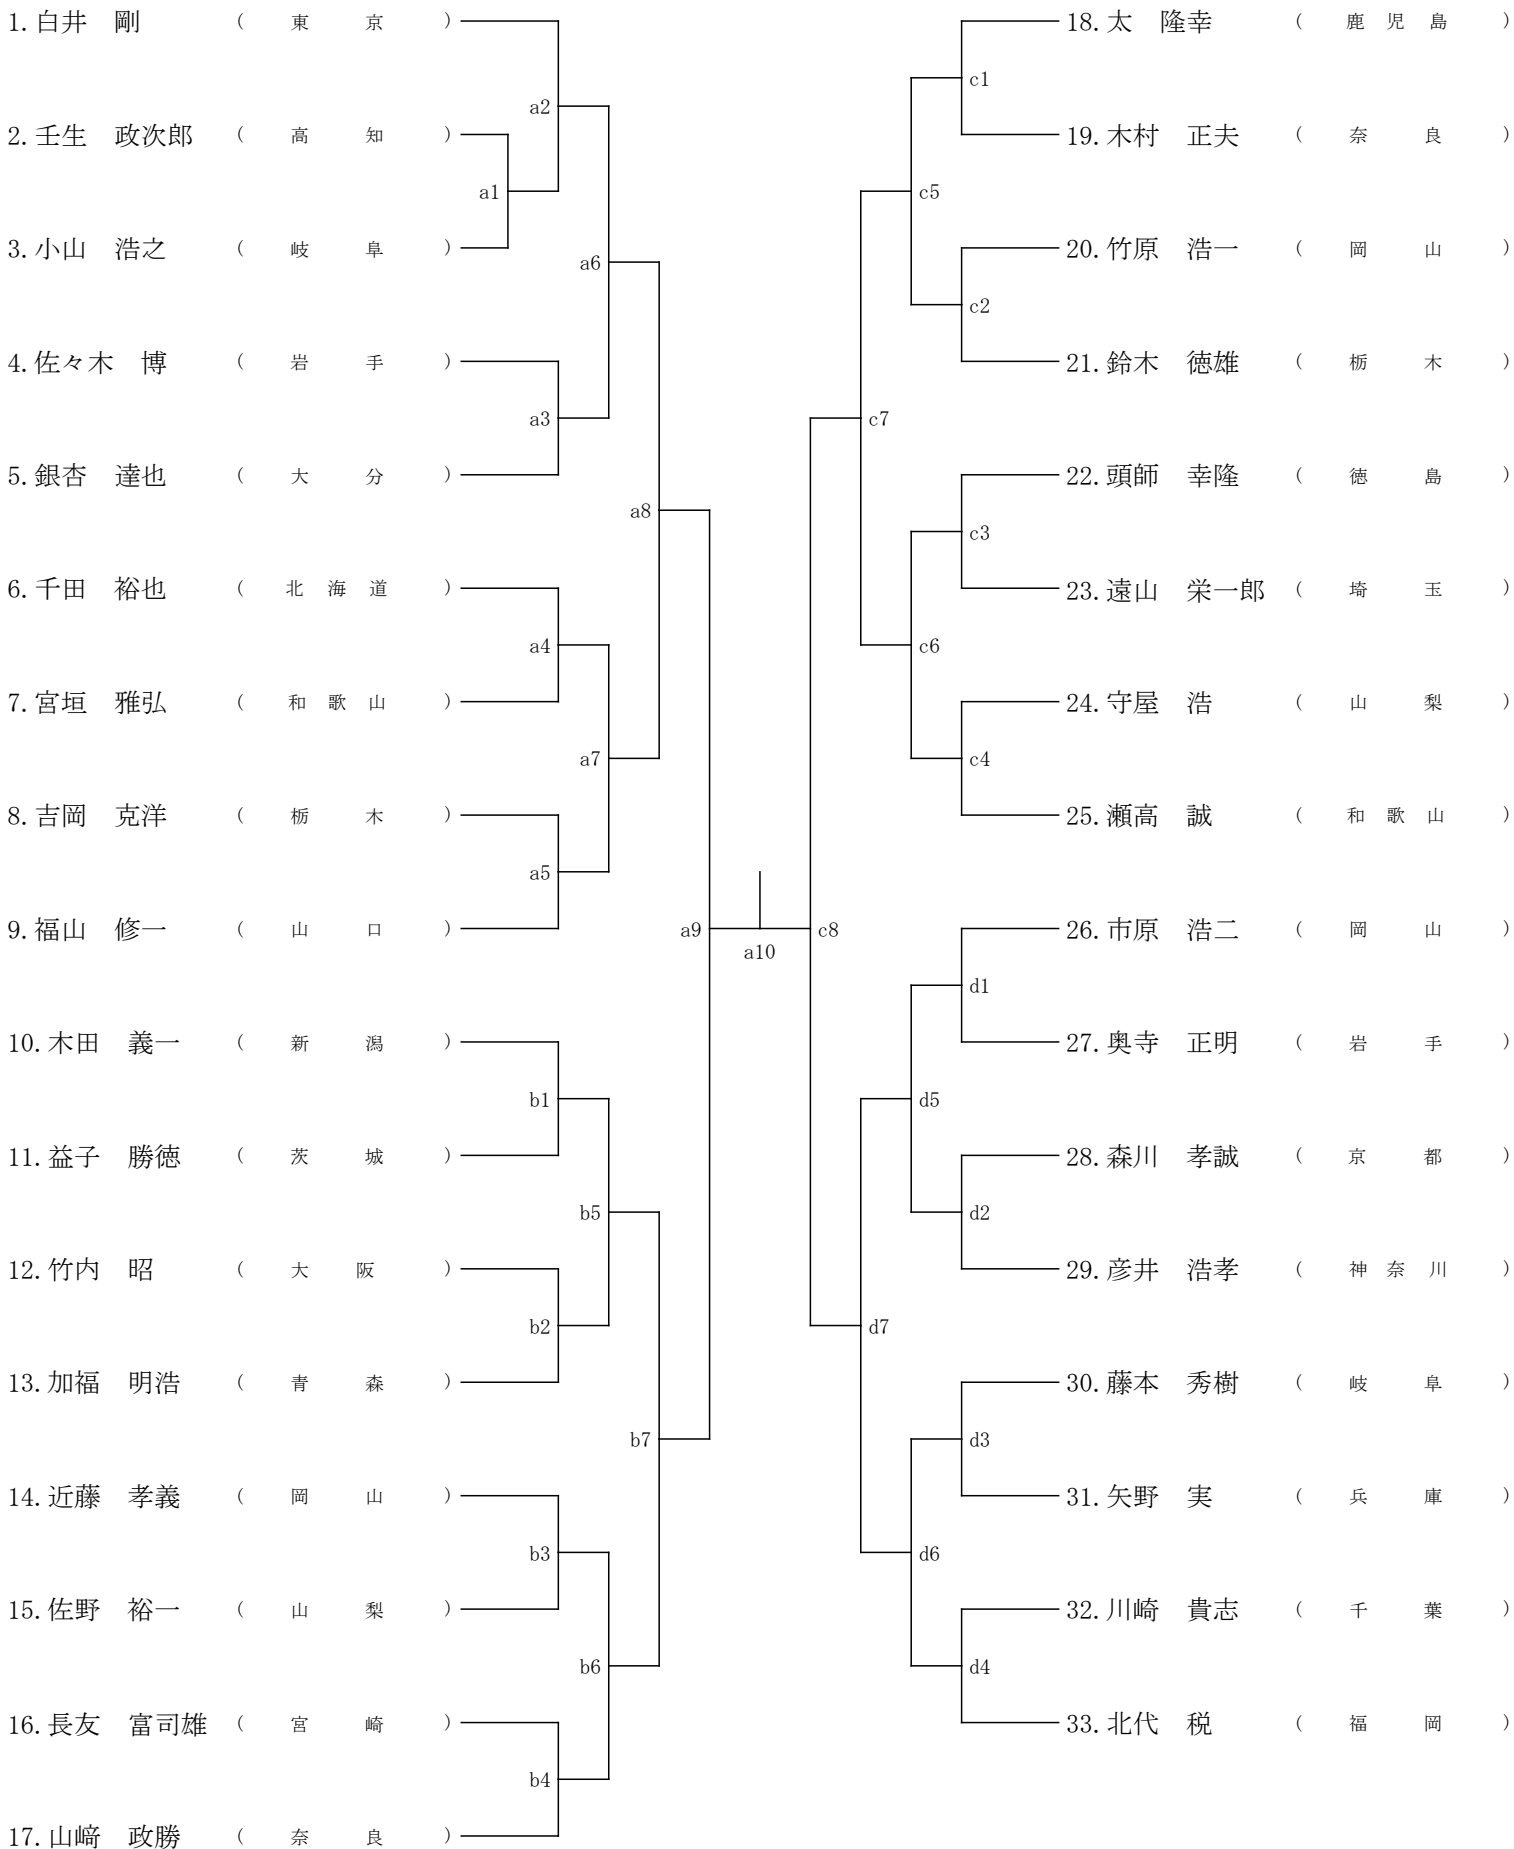 1. 白井 剛 ( 東 京 )
a2
2. 壬生 政次郎 ( 高 知 )
a1
3. 小山 浩之 ( 岐 阜 )
a6
4. 佐々木 博 ( 岩 手 )
a3
5. 銀杏 達也 ( 大 分 )
a8
6. 千田 裕也 ( 北 海 道 )
a4
7. 宮垣 雅弘 ( 和 歌 山 )
a7
8. 吉岡 克洋 ( 栃 木 )
a5
9. 福山 修一 ( 山 口 )
a9
a10
10. 木田 義一 ( 新 潟 )
b1
11. 益子 勝徳 ( 茨 城 )
b5
12. 竹内 昭 ( 大 阪 )
b2
13. 加福 明浩 ( 青 森 )
b7
14. 近藤 孝義 ( 岡 山 )
b3
15. 佐野 裕一 ( 山 梨 )
b6
16. 長友 富司雄 ( 宮 崎 )
b4
17. 山﨑 政勝 ( 奈 良 )
18. 太 隆幸 ( 鹿 児 島 )
c1
19. 木村 正夫 ( 奈 良 )
c5
20. 竹原 浩一 ( 岡 山 )
c2
21. 鈴木 徳雄 ( 栃 木 )
c7
22. 頭師 幸隆 ( 徳 島 )
c3
23. 遠山 栄一郎 ( 埼 玉 )
c6
24. 守屋 浩 ( 山 梨 )
c4
25. 瀬高 誠 ( 和 歌 山 )
c8
26. 市原 浩二 ( 岡 山 )
d1
27. 奥寺 正明 ( 岩 手 )
d5
28. 森川 孝誠 ( 京 都 )
d2
29. 彦井 浩孝 ( 神 奈 川 )
d7
30. 藤本 秀樹 ( 岐 阜 )
d3
31. 矢野 実 ( 兵 庫 )
d6
32. 川崎 貴志 ( 千 葉 )
d4
33. 北代 税 ( 福 岡 )